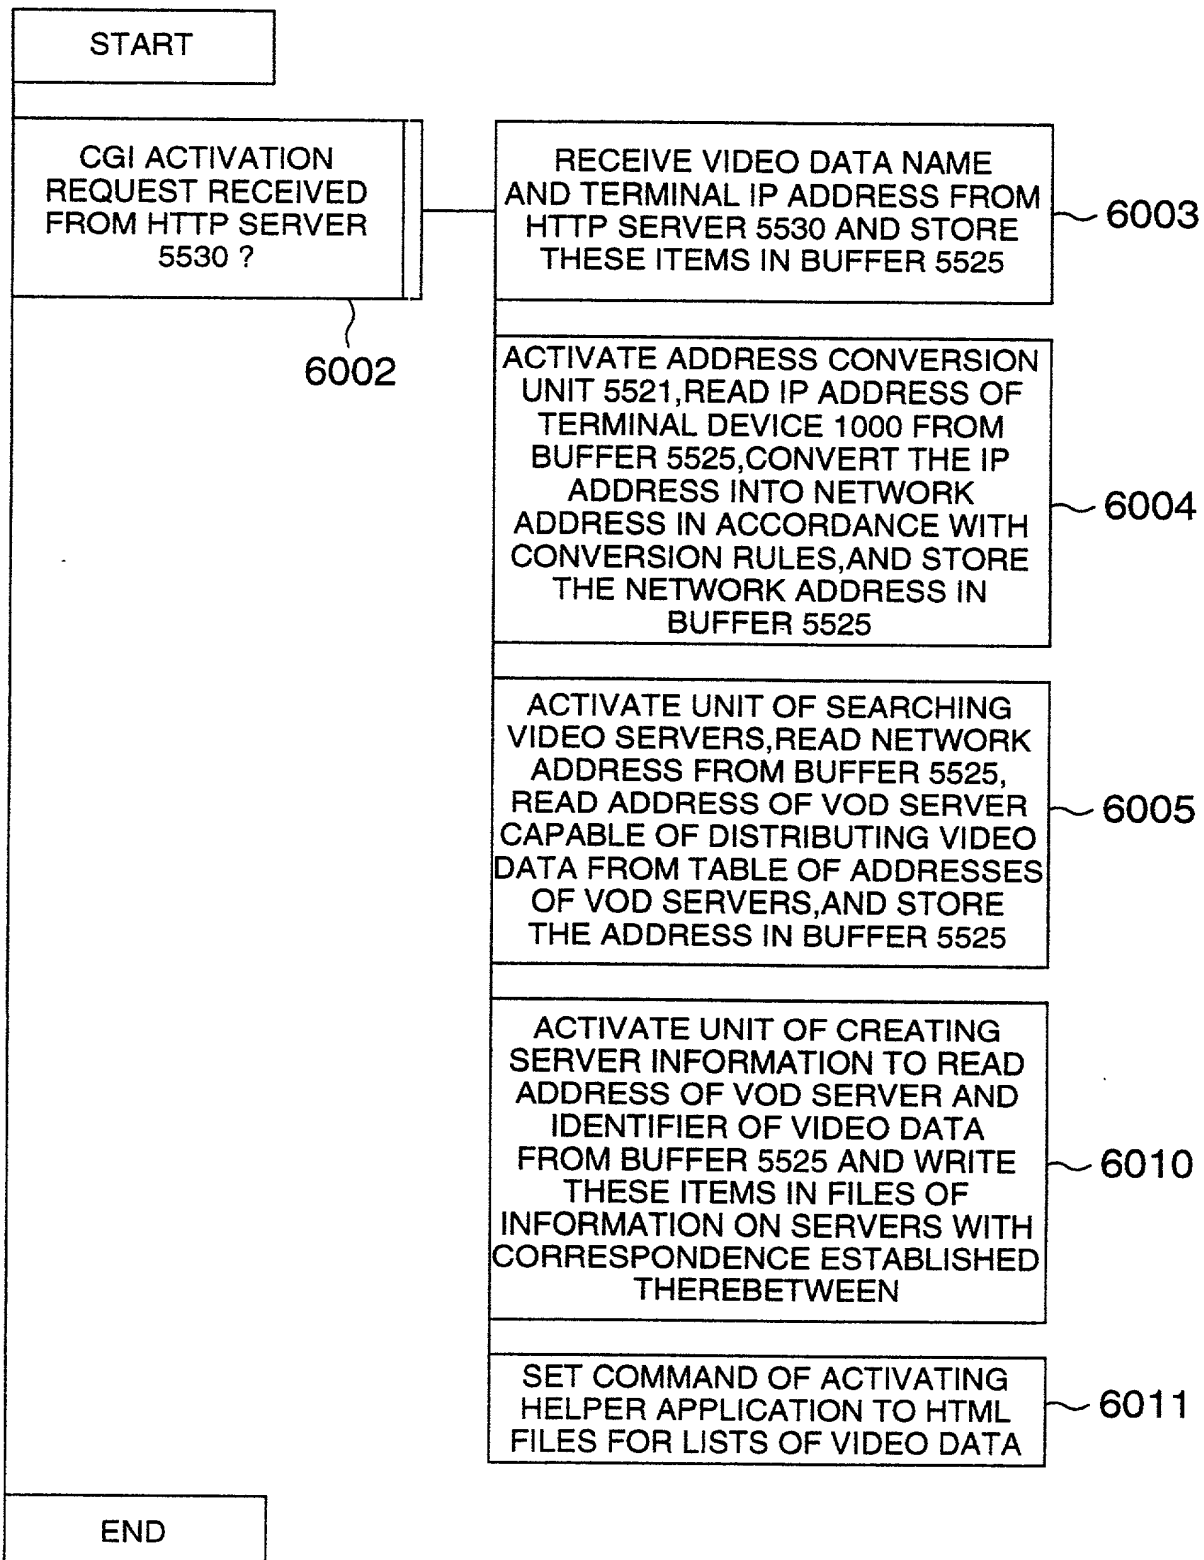 START
CGI ACTIVATION
REQUEST RECEIVED
FROM HTTP SERVER
5530 ?
6002
RECEIVE VIDEO DATA NAME
AND TERMINAL IP ADDRESS FROM
HTTP SERVER 5530 AND STORE
THESE ITEMS IN BUFFER 5525
6003
ACTIVATE ADDRESS CONVERSION
UNIT 5521,READ IP ADDRESS OF
TERMINAL DEVICE 1000 FROM
BUFFER 5525,CONVERT THE IP
ADDRESS INTO NETWORK
ADDRESS IN ACCORDANCE WITH
CONVERSION RULES,AND STORE
THE NETWORK ADDRESS IN
BUFFER 5525
6004
ACTIVATE UNIT OF SEARCHING
VIDEO SERVERS,READ NETWORK
ADDRESS FROM BUFFER 5525,
READ ADDRESS OF VOD SERVER
CAPABLE OF DISTRIBUTING VIDEO
DATA FROM TABLE OF ADDRESSES
OF VOD SERVERS,AND STORE
THE ADDRESS IN BUFFER 5525
6005
ACTIVATE UNIT OF CREATING
SERVER INFORMATION TO READ
ADDRESS OF VOD SERVER AND
IDENTIFIER OF VIDEO DATA
FROM BUFFER 5525 AND WRITE
THESE ITEMS IN FILES OF
INFORMATION ON SERVERS WITH
CORRESPONDENCE ESTABLISHED
THEREBETWEEN
6010
SET COMMAND OF ACTIVATING
HELPER APPLICATION TO HTML
FILES FOR LISTS OF VIDEO DATA
6011
END